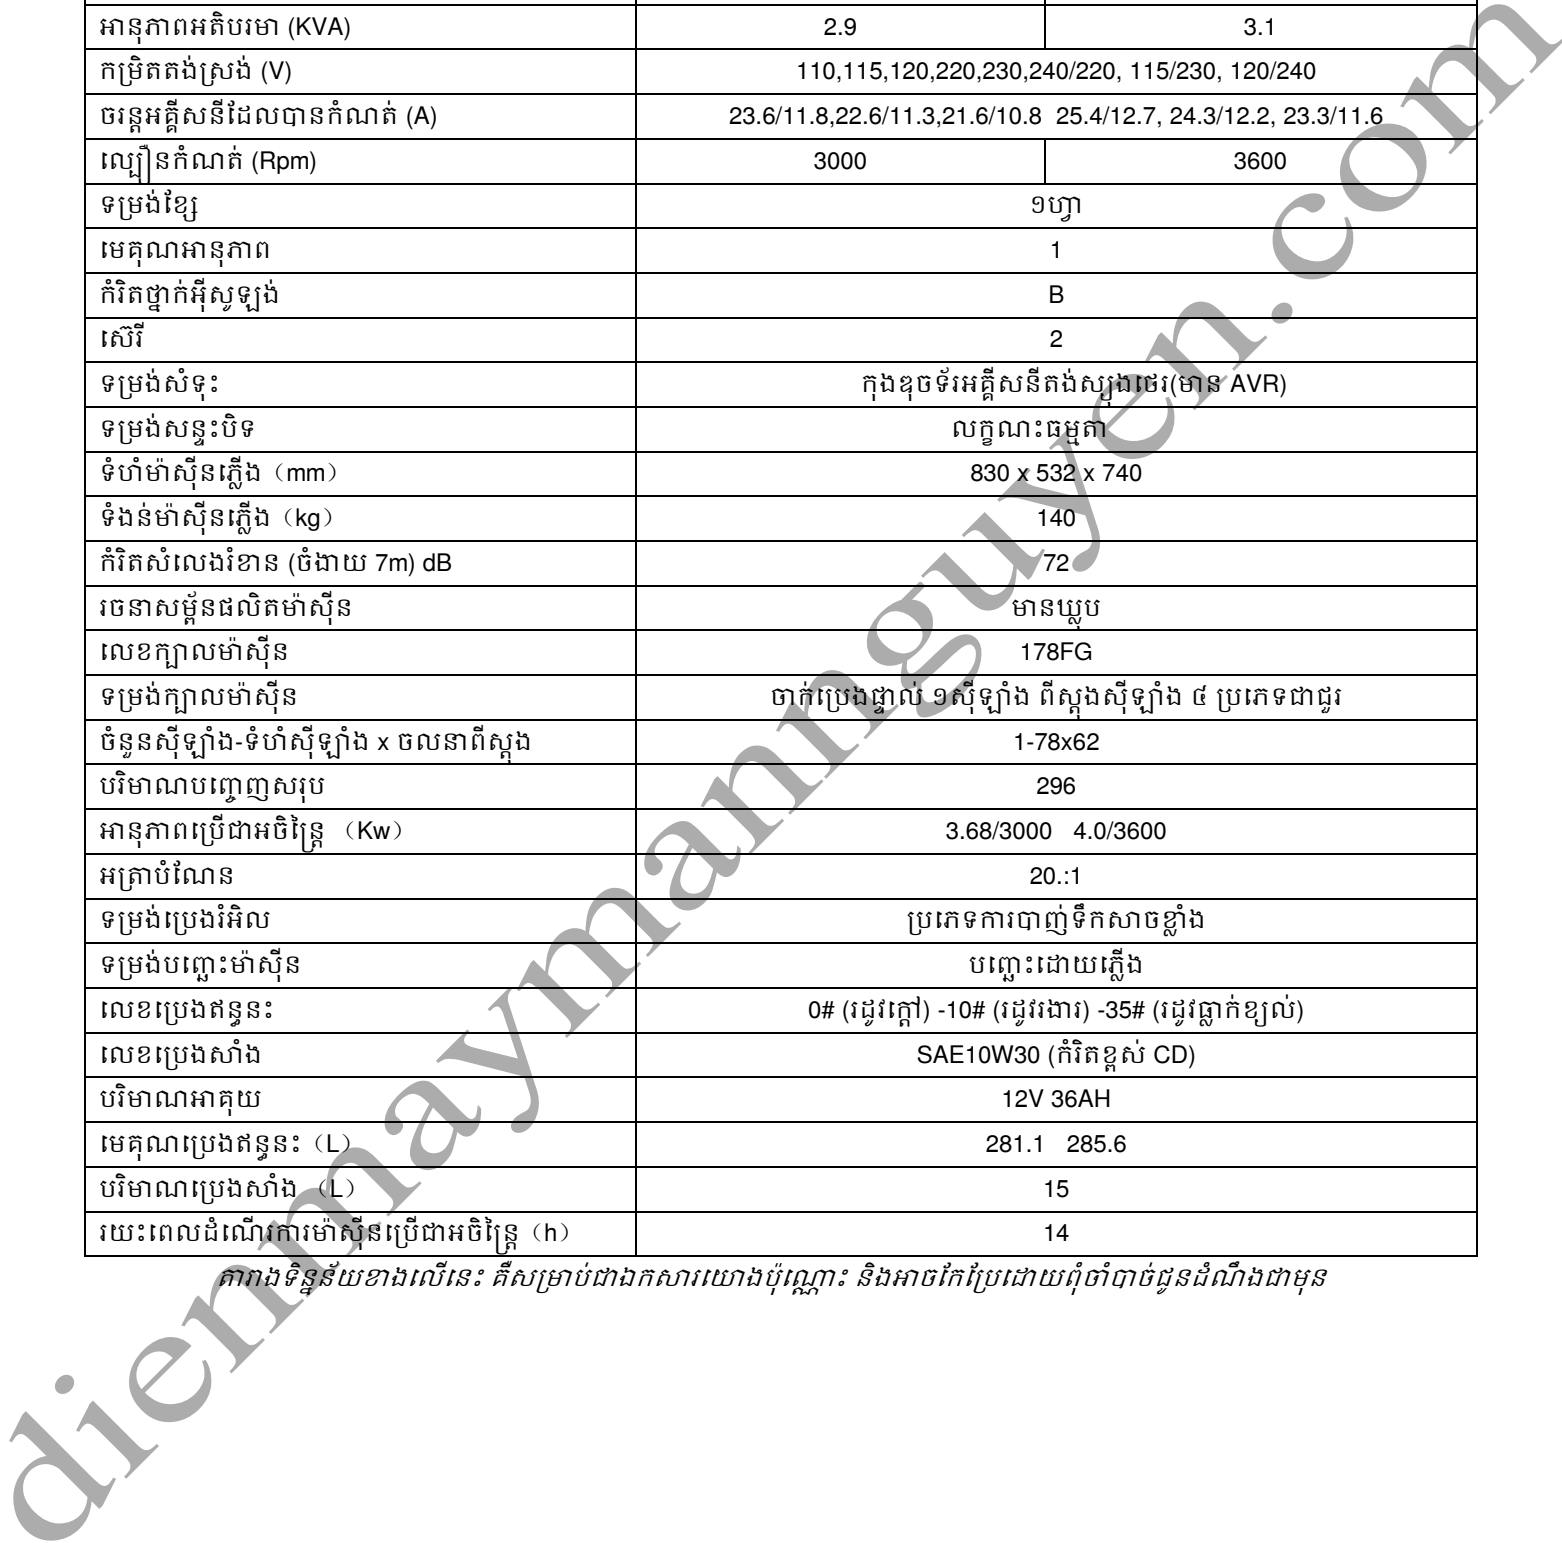 អានុភាពអតិបរមា (KVA) 2.9 3.1
កម្រិតតង់ស្រង់ (V) 110,115,120,220,230,240/220, 115/230, 120/240
ចរន្តអគ្គីសនីដែលបានកំណត់ (A) 23.6/11.8,22.6/11.3,21.6/10.8 25.4/12.7, 24.3/12.2, 23.3/11.6
ល្បឿនកំណត់ (Rpm) 3000 3600
ទម្រង់ខ្សែ ១ហ្វា
មេគុណអានុភាព 1
កំរិតថ្នាក់អ៊ីសូឡង់ B
ស៊េរី 2
ទម្រង់សំទុះ កុងឌុចទ័រអគ្គីសនីតង់ស្យុងថេរ(មាន AVR)
ទម្រង់សន្ទះបិទ លក្ខណះធម្មតា
ទំហំម៉ាស៊ីនភ្លើង（mm） 830 x 532 x 740
ទំងន់ម៉ាស៊ីនភ្លើង（kg） 140
កំរិតសំលេងរំខាន (ចំងាយ 7m) dB 72
រចនាសម្ព័នផលិតម៉ាស៊ីន មានឃ្លុប
លេខក្បាលម៉ាស៊ីន 178FG
ទម្រង់ក្បាលម៉ាស៊ីន ចាក់ប្រេងផ្ទាល់ ១ស៊ីឡាំង ពីស្តុងស៊ីឡាំង ៤ ប្រភេទជាជួរ
ចំនួនស៊ីឡាំង-ទំហំស៊ីឡាំង x ចលនាពីស្តុង 1-78x62
បរិមាណបញ្ចេញសរុប 296
អានុភាពប្រើជាអចិន្ត្រៃ （Kw） 3.68/3000 4.0/3600
អត្រាបំណែន 20.:1
ទម្រង់ប្រេងរំអិល ប្រភេទការបាញ់ទឹកសាចខ្លាំង
ទម្រង់បញ្ឆេះម៉ាស៊ីន បញ្ឆេះដោយភ្លើង
លេខប្រេងឥន្ធនះ 0# (រដូវក្តៅ) -10# (រដូវរងារ) -35# (រដូវធ្លាក់ខ្យល់)
លេខប្រេងសាំង SAE10W30 (កំរិតខ្ពស់ CD)
បរិមាណអាគុយ 12V 36AH
មេគុណប្រេងឥន្ធនះ（L） 281.1 285.6
បរិមាណប្រេងសាំង （L） 15
រយះពេលដំណើរការម៉ាស៊ីនប្រើជាអចិន្ត្រៃ（h） 14
តារាងទិន្នន័យខាងលើនេះ គឺសម្រាប់ជាឯកសារយោងប៉ុណ្ណោះ និងអាចកែប្រែដោយពុំចាំបាច់ជូនដំណឹងជាមុន
dienmaymannguyen.com